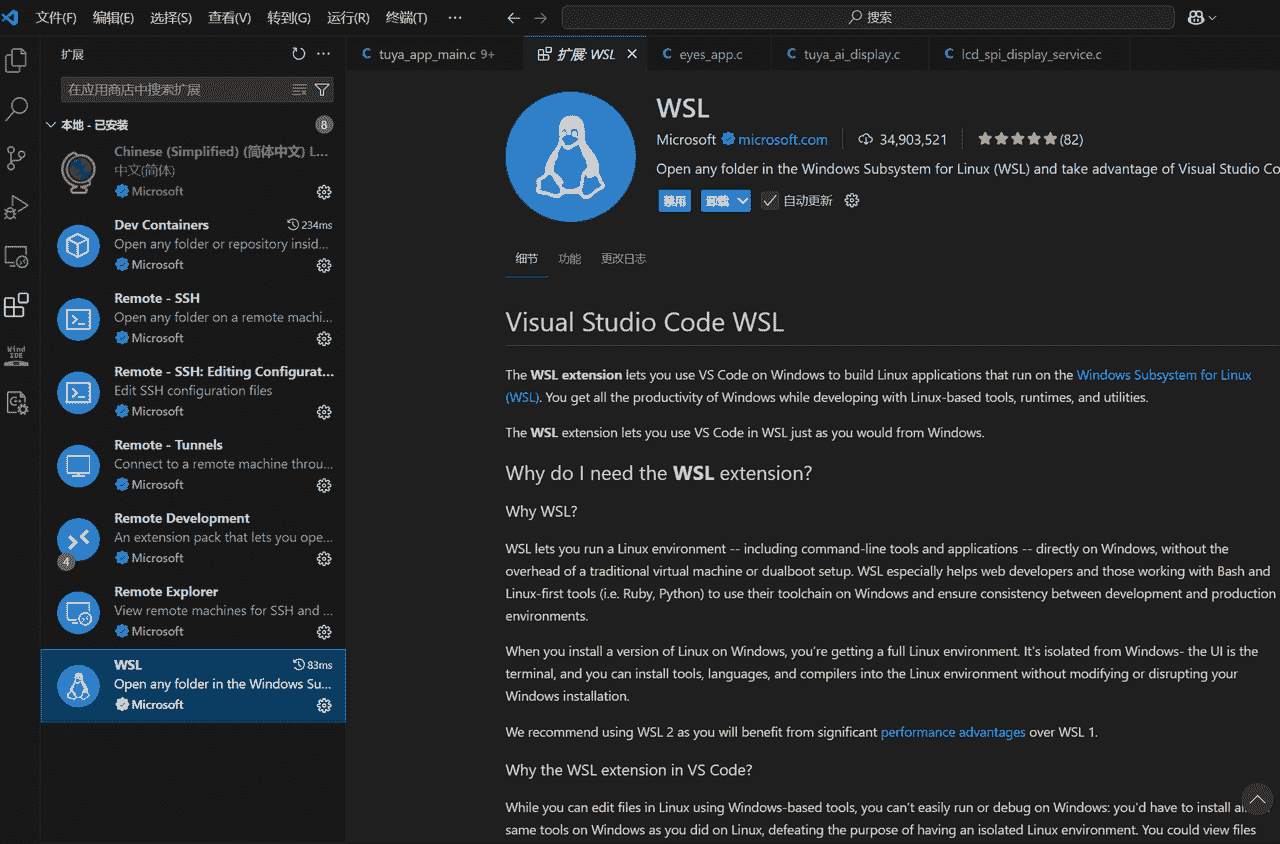 文件(F) 编辑(E) 选择(S) 查看(V) 转到(G) 运行(R) 终端(T) ··· 搜索
扩展
在应用商店中搜索扩展
本地 - 已安装 8
Chinese (Simplified) (简体中文) L...
中文(简体)
Microsoft
Dev Containers 234ms
Open any folder or repository insid...
Microsoft
Remote - SSH
Open any folder on a remote machi...
Microsoft
Remote - SSH: Editing Configurat...
Edit SSH configuration files
Microsoft
Remote - Tunnels
Connect to a remote machine throu...
Microsoft
Remote Development
An extension pack that lets you ope...
4
Microsoft
Remote Explorer
View remote machines for SSH and ...
Microsoft
WSL 83ms
Open any folder in the Windows Su...
Microsoft
Wind
IDE
C tuya_app_main.c 9+ 扩展: WSL C eyes_app.c C tuya_ai_display.c C lcd_spi_display_service.c
WSL
Microsoft microsoft.com 34,903,521 (82)
Open any folder in the Windows Subsystem for Linux (WSL) and take advantage of Visual Studio Co
禁用 卸载 自动更新
细节 功能 更改日志
Visual Studio Code WSL
The WSL extension lets you use VS Code on Windows to build Linux applications that run on the Windows Subsystem for Linux
(WSL). You get all the productivity of Windows while developing with Linux-based tools, runtimes, and utilities.
The WSL extension lets you use VS Code in WSL just as you would from Windows.
Why do I need the WSL extension?
Why WSL?
WSL lets you run a Linux environment -- including command-line tools and applications -- directly on Windows, without the
overhead of a traditional virtual machine or dualboot setup. WSL especially helps web developers and those working with Bash and
Linux-first tools (i.e. Ruby, Python) to use their toolchain on Windows and ensure consistency between development and production
environments.
When you install a version of Linux on Windows, you're getting a full Linux environment. It's isolated from Windows- the UI is the
terminal, and you can install tools, languages, and compilers into the Linux environment without modifying or disrupting your
Windows installation.
We recommend using WSL 2 as you will benefit from significant performance advantages over WSL 1.
Why the WSL extension in VS Code?
While you can edit files in Linux using Windows-based tools, you can't easily run or debug on Windows: you'd have to install
same tools on Windows as you did on Linux, defeating the purpose of having an isolated Linux environment. You could view files